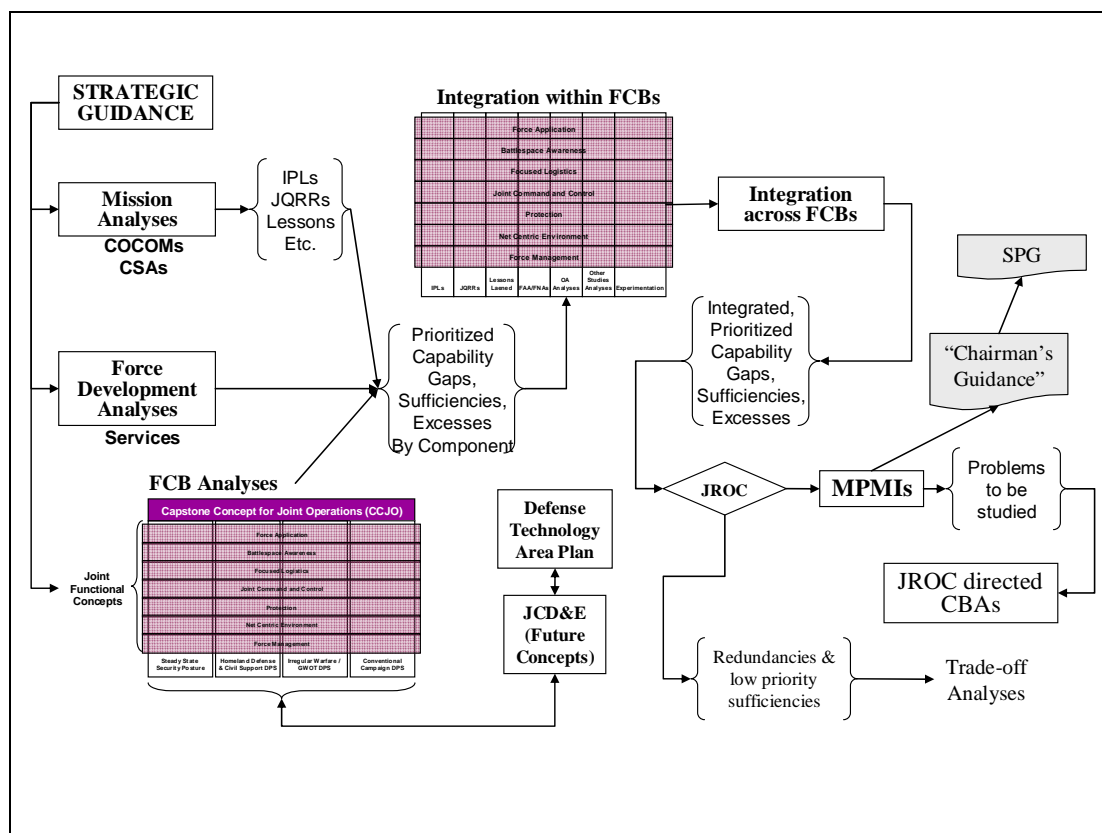 STRATEGIC
GUIDANCE
Mission
Analyses
COCOMs
CSAs
IPLs
JQRRs
Lessons
Etc.
Force
Development
Analyses
Services
Integration within FCBs
Force Application
Battlespace Awareness
Focused Logistics
Joint Command and Control
Protection
Net Centric Environment
Force Management
IPLs
JQRRs
Lessons
Learned
FAA/FNAs
OA
Analyses
Other
Studies
Analyses
Experimentation
Prioritized
Capability
Gaps,
Sufficiencies,
Excesses
By Component
Integration
across FCBs
Integrated,
Prioritized
Capability
Gaps,
Sufficiencies,
Excesses
SPG
“Chairman’s
Guidance”
JROC
MPMIs
Problems
to be
studied
JROC directed
CBAs
Redundancies &
low priority
sufficiencies
Trade-off
Analyses
FCB Analyses
Capstone Concept for Joint Operations (CCJO)
Joint
Functional
Concepts
Force Application
Battlespace Awareness
Focused Logistics
Joint Command and Control
Protection
Net Centric Environment
Force Management
Steady State
Security Posture
Homeland Defense
& Civil Support DPS
Irregular Warfare /
GWOT DPS
Conventional
Campaign DPS
Defense
Technology
Area Plan
JCD&E
(Future
Concepts)